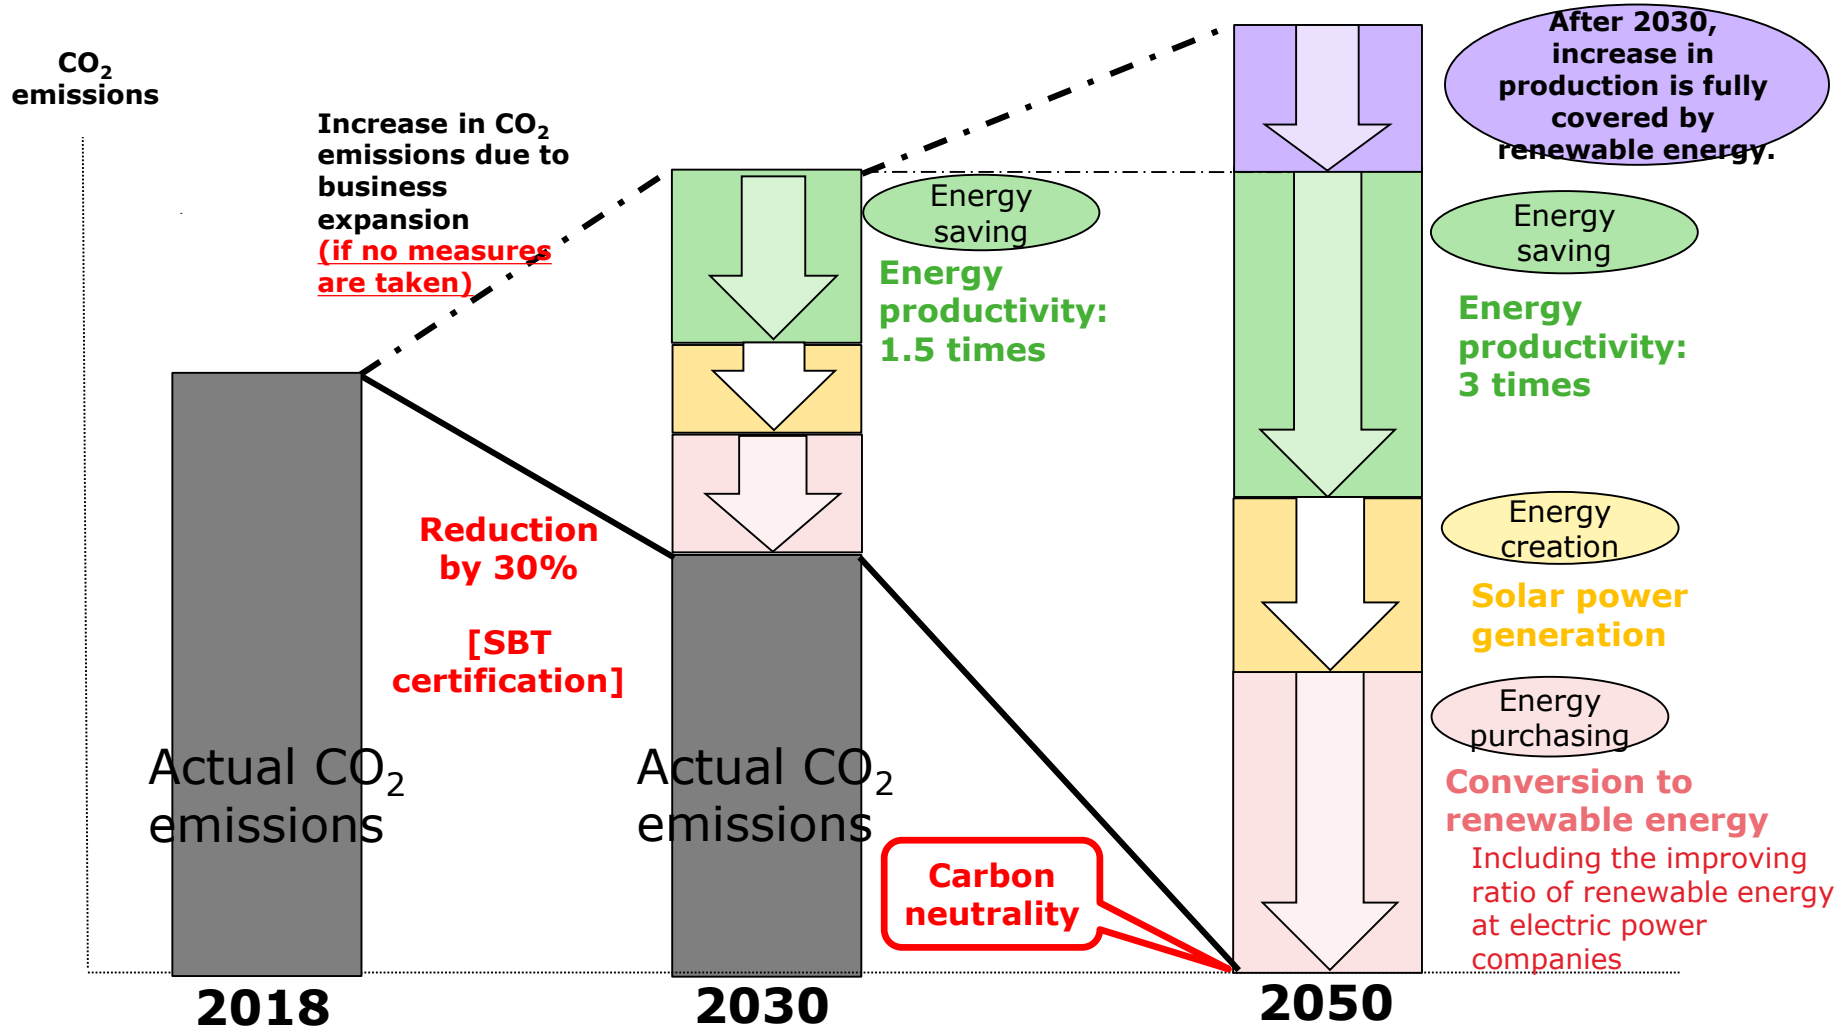 CO₂
emissions
Increase in CO₂
emissions due to
business
expansion
(if no measures
are taken)
After 2030,
increase in
production is fully
covered by
renewable energy.
Energy
saving
Energy
productivity:
1.5 times
Energy
saving
Energy
productivity:
3 times
Reduction
by 30%
[SBT
certification]
Energy
creation
Solar power
generation
Energy
purchasing
Conversion to
renewable energy
Including the improving
ratio of renewable energy
at electric power
companies
Actual CO₂
emissions
Actual CO₂
emissions
Carbon
neutrality
2018
2030
2050